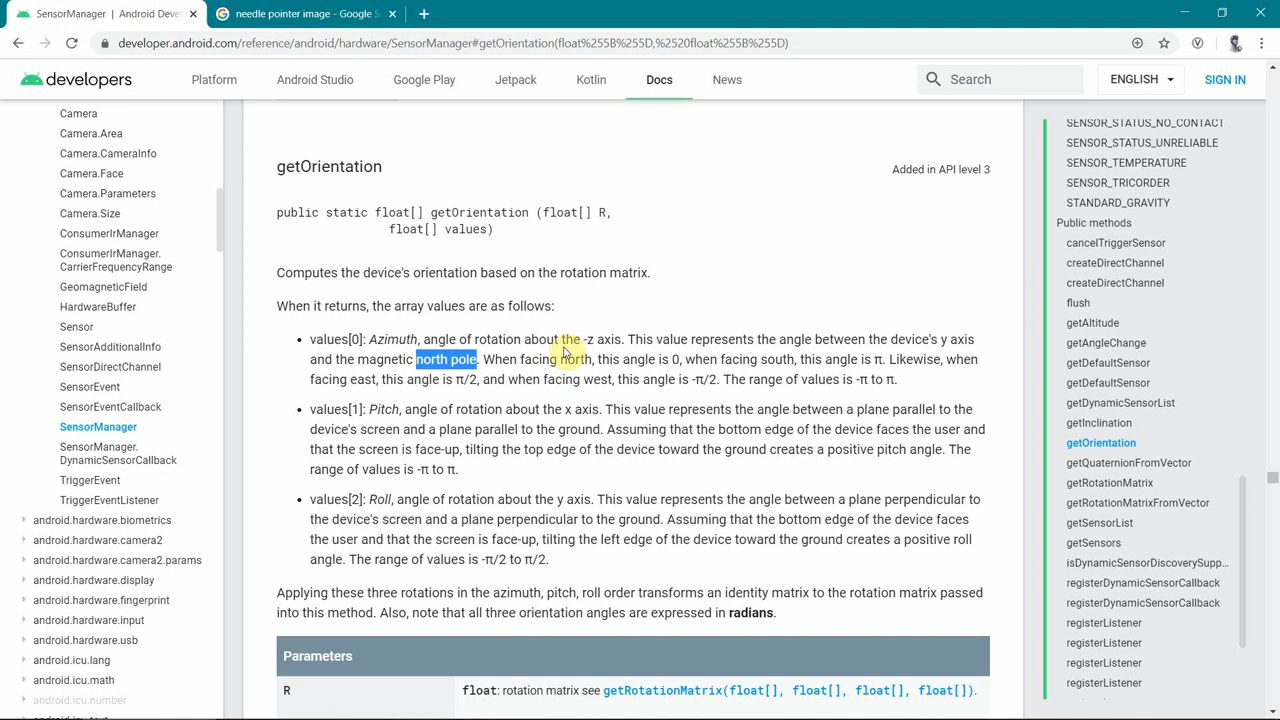 SensorManager | Android Dev
needle pointer image - Google S
developer.android.com/reference/android/hardware/SensorManager#getOrientation(float%255B%255D,%2520float%255B%255D)
developers
Platform
Android Studio
Google Play
Jetpack
Kotlin
Docs
News
Search
ENGLISH
SIGN IN
Camera
Camera.Area
Camera.CameraInfo
Camera.Face
Camera.Parameters
Camera.Size
ConsumerIrManager
ConsumerIrManager.
CarrierFrequencyRange
GeomagneticField
HardwareBuffer
Sensor
SensorAdditionalInfo
SensorDirectChannel
SensorEvent
SensorEventCallback
SensorManager
SensorManager.
DynamicSensorCallback
TriggerEvent
TriggerEventListener
android.hardware.biometrics
android.hardware.camera2
android.hardware.camera2.params
android.hardware.display
android.hardware.fingerprint
android.hardware.input
android.hardware.usb
android.icu.lang
android.icu.math
android.icu.number
android.icu.text
getOrientation
Added in API level 3
public static float[] getOrientation (float[] R,
float[] values)
Computes the device's orientation based on the rotation matrix.
When it returns, the array values are as follows:
• values[0]: Azimuth, angle of rotation about the -z axis. This value represents the angle between the device's y axis
and the magnetic north pole. When facing north, this angle is 0, when facing south, this angle is π. Likewise, when
facing east, this angle is π/2, and when facing west, this angle is -π/2. The range of values is -π to π.
• values[1]: Pitch, angle of rotation about the x axis. This value represents the angle between a plane parallel to the
device's screen and a plane parallel to the ground. Assuming that the bottom edge of the device faces the user and
that the screen is face-up, tilting the top edge of the device toward the ground creates a positive pitch angle. The
range of values is -π to π.
• values[2]: Roll, angle of rotation about the y axis. This value represents the angle between a plane perpendicular to
the device's screen and a plane perpendicular to the ground. Assuming that the bottom edge of the device faces
the user and that the screen is face-up, tilting the left edge of the device toward the ground creates a positive roll
angle. The range of values is -π/2 to π/2.
Applying these three rotations in the azimuth, pitch, roll order transforms an identity matrix to the rotation matrix passed
into this method. Also, note that all three orientation angles are expressed in radians.
Parameters
R
float: rotation matrix see getRotationMatrix(float[], float[], float[], float[]).
SENSOR_STATUS_NO_CONTACT
SENSOR_STATUS_UNRELIABLE
SENSOR_TEMPERATURE
SENSOR_TRICORDER
STANDARD_GRAVITY
Public methods
cancelTriggerSensor
createDirectChannel
createDirectChannel
flush
getAltitude
getAngleChange
getDefaultSensor
getDefaultSensor
getDynamicSensorList
getInclination
getOrientation
getQuaternionFromVector
getRotationMatrix
getRotationMatrixFromVector
getSensorList
getSensors
isDynamicSensorDiscoverySupp...
registerDynamicSensorCallback
registerDynamicSensorCallback
registerListener
registerListener
registerListener
registerListener